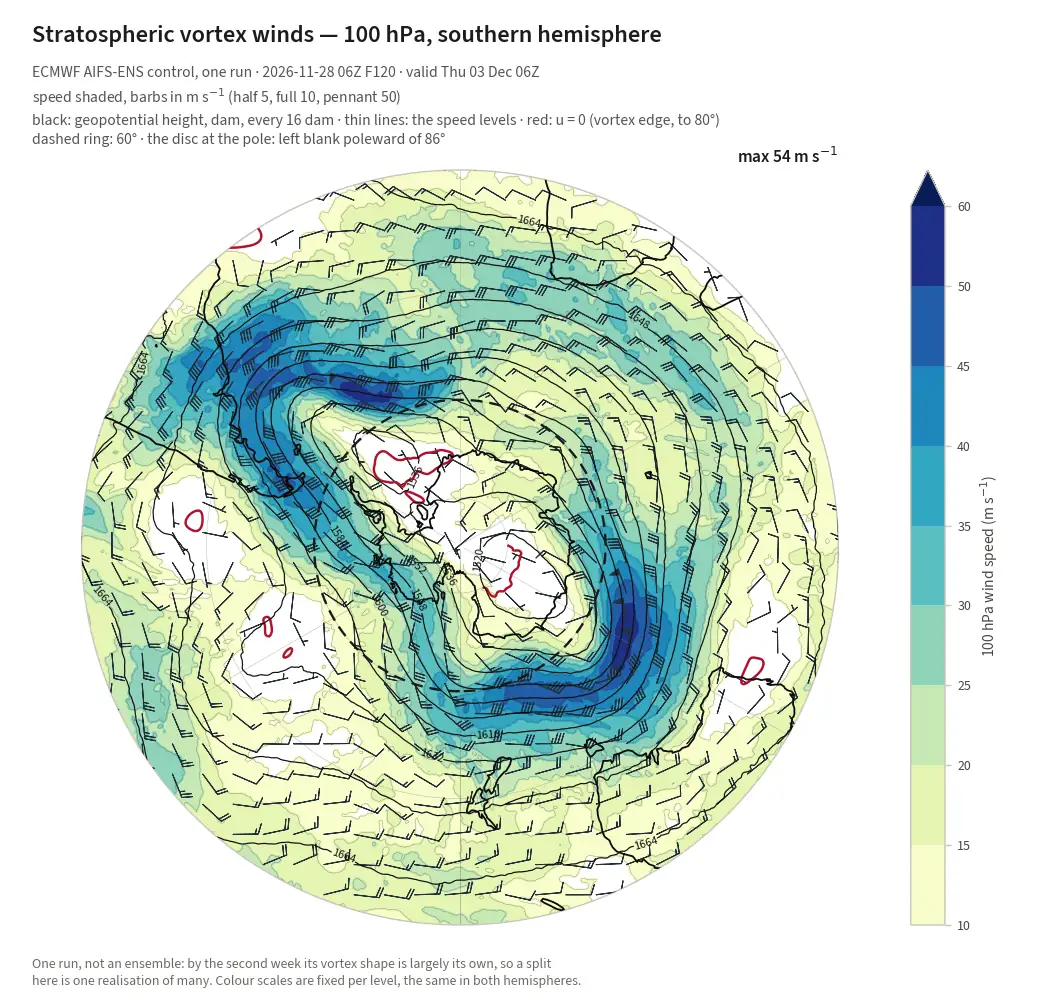 Stratospheric vortex winds — 100 hPa, southern hemisphere
ECMWF AIFS-ENS control, one run · 2026-11-28 06Z F120 · valid Thu 03 Dec 06Z
speed shaded, barbs in m s⁻¹ (half 5, full 10, pennant 50)
black: geopotential height, dam, every 16 dam · thin lines: the speed levels · red: u = 0 (vortex edge, to 80°)
dashed ring: 60° · the disc at the pole: left blank poleward of 86°
max 54 m s⁻¹
1664
1648
1664
1520
1600
1664
1664
1664
60
50
45
40
35
30
25
20
15
10
100 hPa wind speed (m s⁻¹)
One run, not an ensemble: by the second week its vortex shape is largely its own, so a split
here is one realisation of many. Colour scales are fixed per level, the same in both hemispheres.